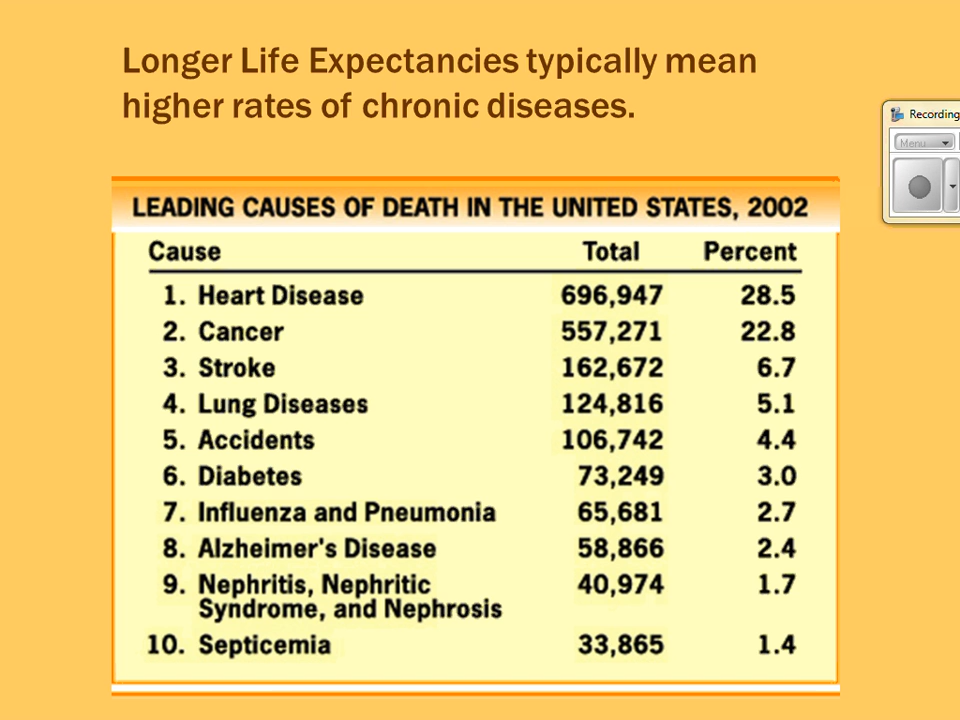 Longer Life Expectancies typically mean
higher rates of chronic diseases.
Recording
Menu
LEADING CAUSES OF DEATH IN THE UNITED STATES, 2002
Cause Total Percent
1. Heart Disease 696,947 28.5
2. Cancer 557,271 22.8
3. Stroke 162,672 6.7
4. Lung Diseases 124,816 5.1
5. Accidents 106,742 4.4
6. Diabetes 73,249 3.0
7. Influenza and Pneumonia 65,681 2.7
8. Alzheimer's Disease 58,866 2.4
9. Nephritis, Nephritic 40,974 1.7
Syndrome, and Nephrosis
10. Septicemia 33,865 1.4